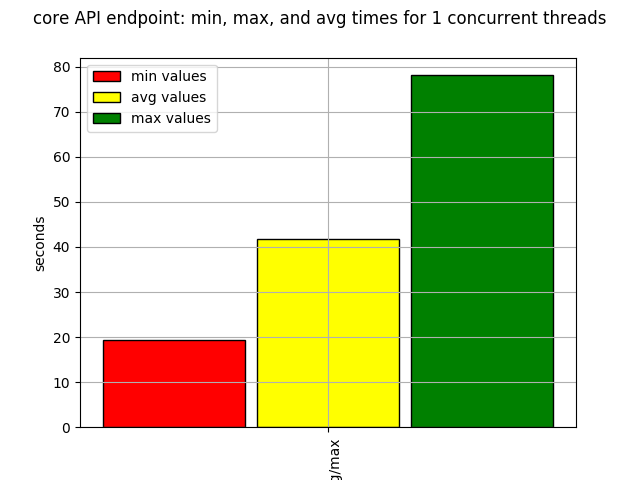 core API endpoint: min, max, and avg times for 1 concurrent threads
min values
avg values
max values
80
70
60
50
40
30
20
10
0
seconds
g/max